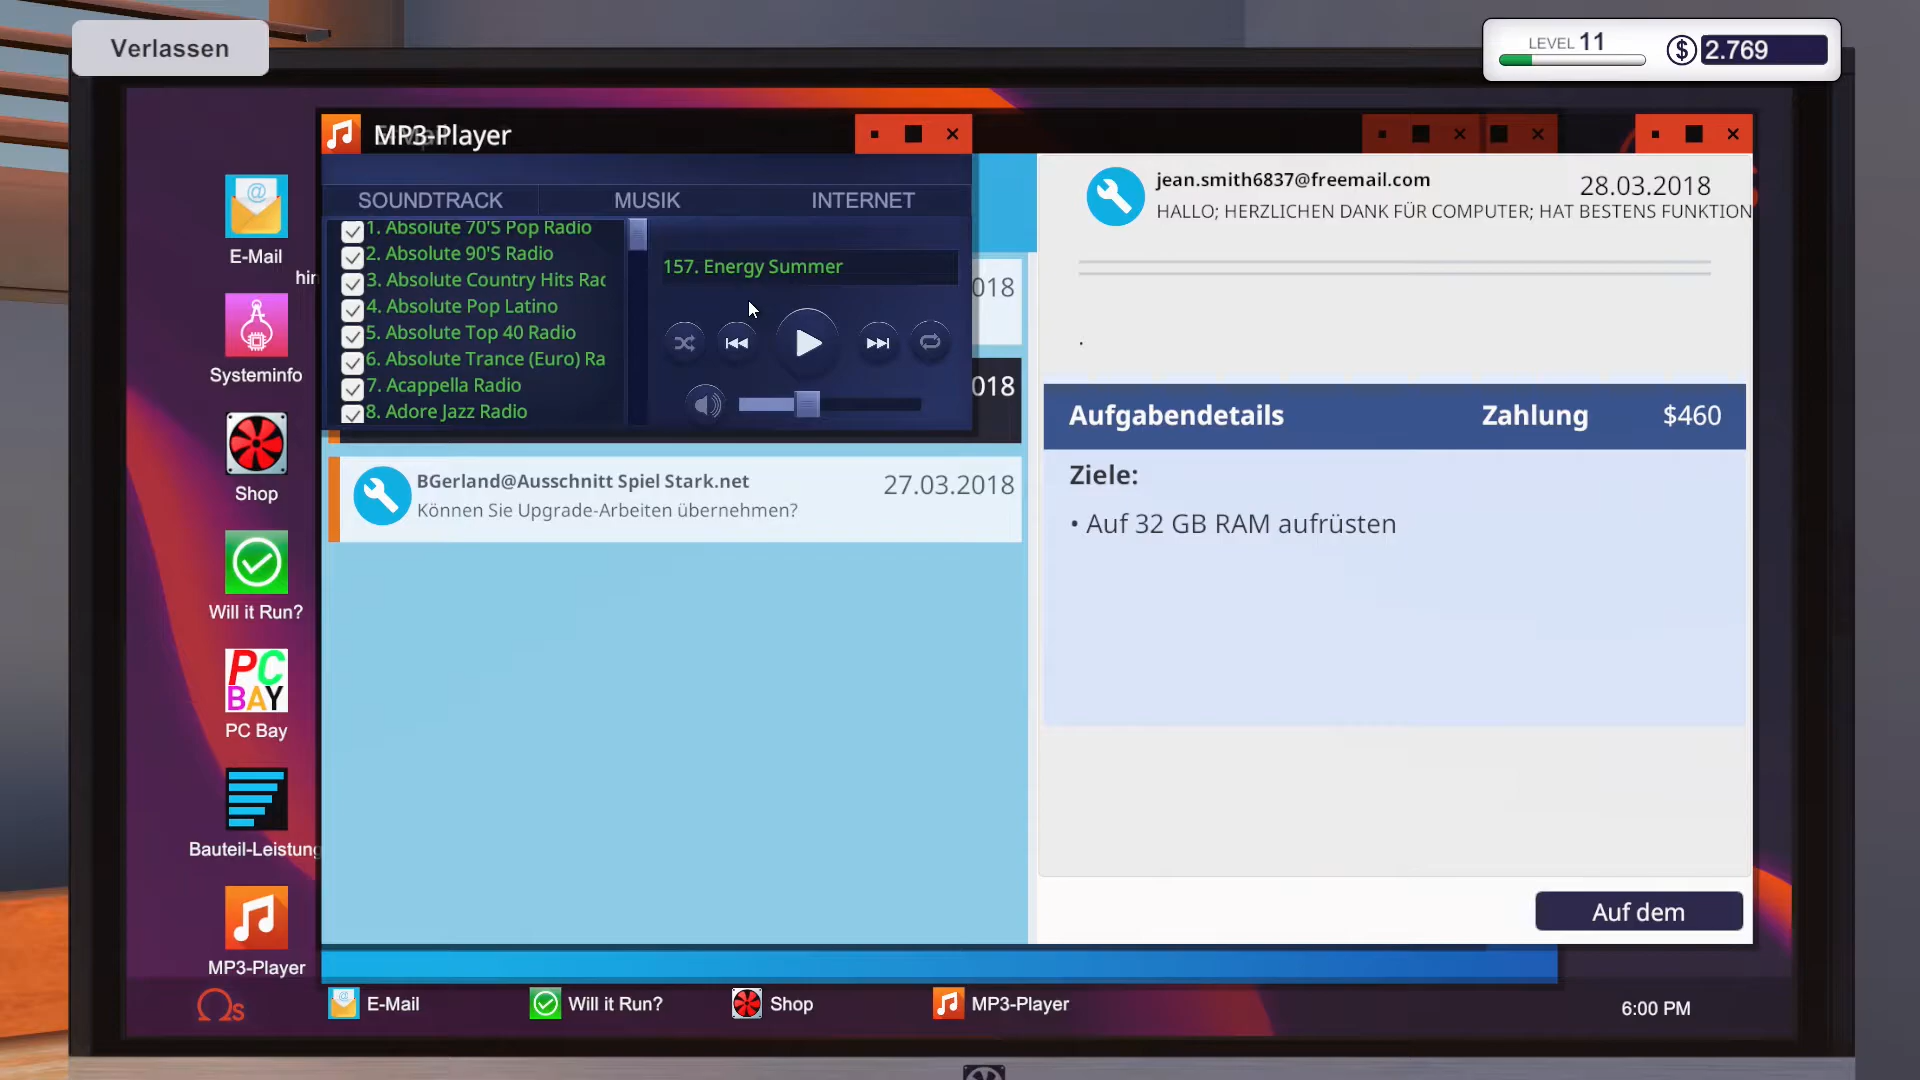 Verlassen
LEVEL 11
$ 2.769
MP3-Player
SOUNDTRACK MUSIK INTERNET
1. Absolute 70'S Pop Radio
2. Absolute 90'S Radio
3. Absolute Country Hits Rac
4. Absolute Pop Latino
5. Absolute Top 40 Radio
6. Absolute Trance (Euro) Ra
7. Acappella Radio
8. Adore Jazz Radio
157. Energy Summer
018
018
BGerland@Ausschnitt Spiel Stark.net 27.03.2018
Können Sie Upgrade-Arbeiten übernehmen?
jean.smith6837@freemail.com 28.03.2018
HALLO; HERZLICHEN DANK FÜR COMPUTER; HAT BESTENS FUNKTION
.
Aufgabendetails Zahlung $460
Ziele:
• Auf 32 GB RAM aufrüsten
Auf dem
E-Mail
hin
Systeminfo
Shop
Will it Run?
PC
BAY
PC Bay
Bauteil-Leistung
MP3-Player
Ωs E-Mail Will it Run? Shop MP3-Player 6:00 PM